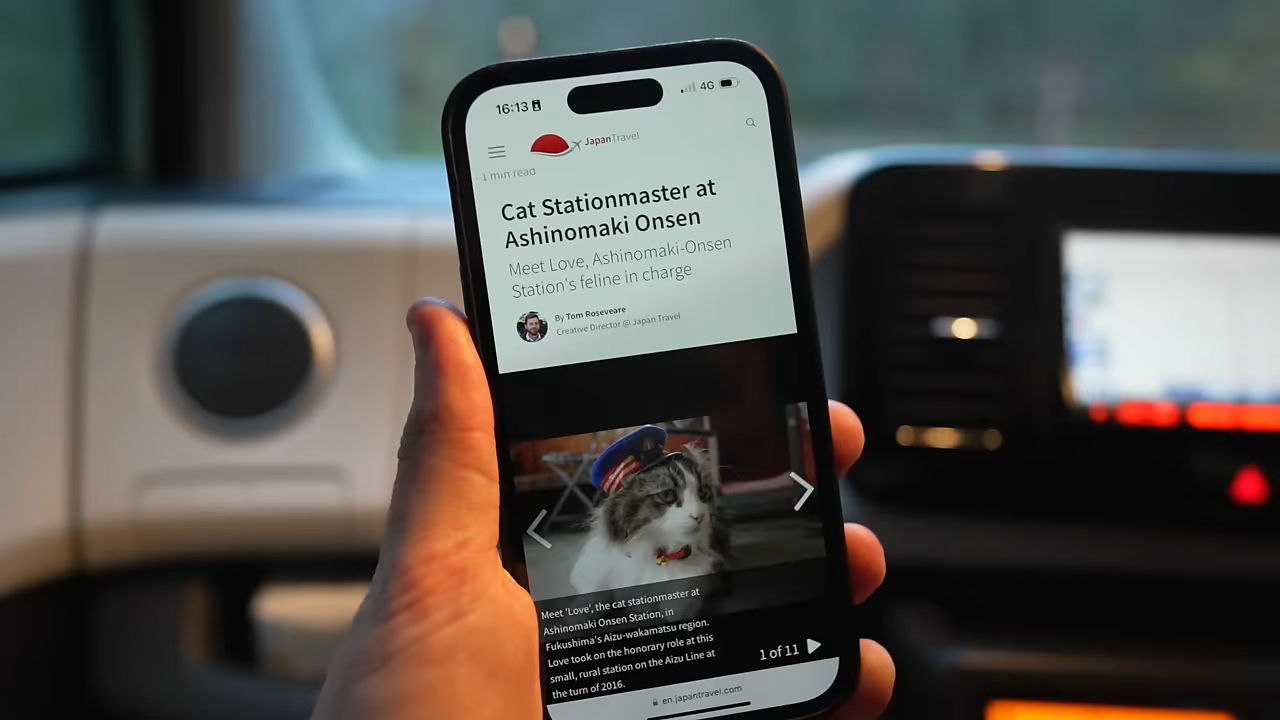 16:13
4G
JapanTravel
· 1 min read
Cat Stationmaster at
Ashinomaki Onsen
Meet Love, Ashinomaki-Onsen
Station's feline in charge
By Tom Roseveare
Creative Director @ Japan Travel
Meet 'Love', the cat stationmaster at
Ashinomaki Onsen Station, in
Fukushima's Aizu-wakamatsu region.
Love took on the honorary role at this
small, rural station on the Aizu Line at
the turn of 2016.
1 of 11
en.japantravel.com